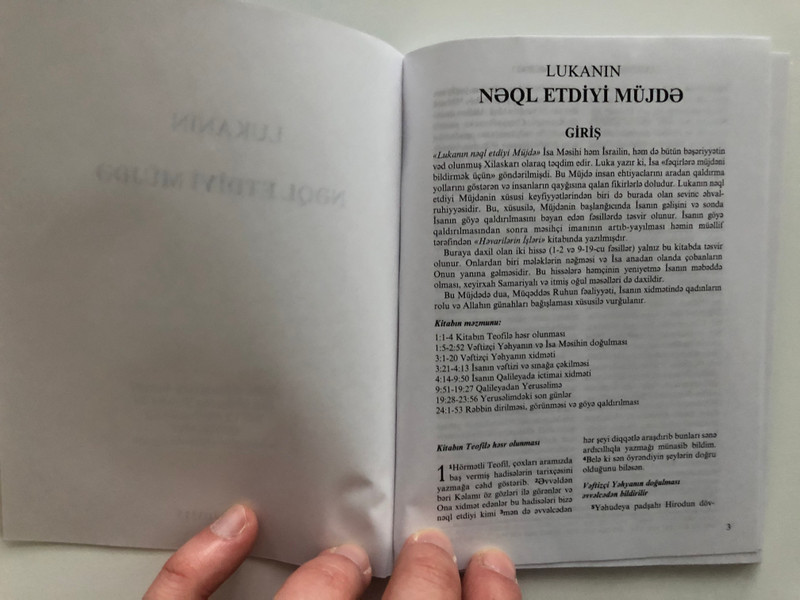 LUKANIN
NƏQL ETDİYİ MÜJDƏ
LUKANIN
NƏQL ETDİYİ MÜJDƏ
GİRİŞ
«Lukanın nəql etdiyi Müjdə» İsa Məsihi həm İsrailin, həm də bütün bəşəriyyətin
vəd olunmuş Xilaskarı olaraq təqdim edir. Luka yazır ki, İsa «fəqirlərə müjdəni
bildirmək üçün» göndərilmişdi. Bu Müjdə insan ehtiyaclarını aradan qaldırma
yollarını göstərən və insanların qayğısına qalan fikirlərlə doludur. Lukanın nəql
etdiyi Müjdənin xüsusi keyfiyyətlərindən biri də burada olan sevinc əhval-
ruhiyyəsidir. Bu, xüsusilə, Müjdənin başlanğıcında İsanın gəlişini və sonda
İsanın göyə qaldırılmasını bəyan edən fəsillərdə təsvir olunur. İsanın göyə
qaldırılmasından sonra məsihçi imanının artıb-yayılması həmin müəllif
tərəfindən «Həvarilərin İşləri» kitabında yazılmışdır.
Buraya daxil olan iki hissə (1-2 və 9-19-cu fəsillər) yalnız bu kitabda təsvir
olunur. Onlardan biri mələklərin nəğməsi və İsa anadan olanda çobanların
Onun yanına gəlməsidir. Bu hissələrə həmçinin yeniyetmə İsanın məbəddə
olması, xeyirxah Samariyalı və itmiş oğul məsəlləri də daxildir.
Bu Müjdədə dua, Müqəddəs Ruhun fəaliyyəti, İsanın xidmətində qadınların
rolu və Allahın günahları bağışlaması xüsusilə vurğulanır.
Kitabın məzmunu:
1:1-4 Kitabın Teofilə həsr olunması
1:5-2:52 Vəftizçi Yəhyanın və İsa Məsihin doğulması
3:1-20 Vəftizçi Yəhyanın xidməti
3:21-4:13 İsanın vəftizi və sınağa çəkilməsi
4:14-9:50 İsanın Qalileyada ictimai xidməti
9:51-19:27 Qalileyadan Yerusəlimə
19:28-23:56 Yerusəlimdəki son günlər
24:1-53 Rəbbin dirilməsi, görünməsi və göyə qaldırılması
Kitabın Teofilə həsr olunması
1 ¹Hörmətli Teofil, çoxları aramızda
baş vermiş hadisələrin tarixçəsini
yazmağa cəhd göstərib. ²Əvvəldən
bəri Kəlamı öz gözləri ilə görənlər və
Ona xidmət edənlər bu hadisələri bizə
nəql etdiyi kimi ³mən də əvvəlcədən
hər şeyi diqqətlə araşdırıb bunları sənə
ardıcıllıqla yazmağı münasib bildim.
⁴Belə ki sən öyrəndiyin şeylərin doğru
olduğunu biləsən.
Vəftizçi Yəhyanın doğulması
əvvəlcədən bildirilir
⁵Yəhudeya padşahı Hirodun döv-
3